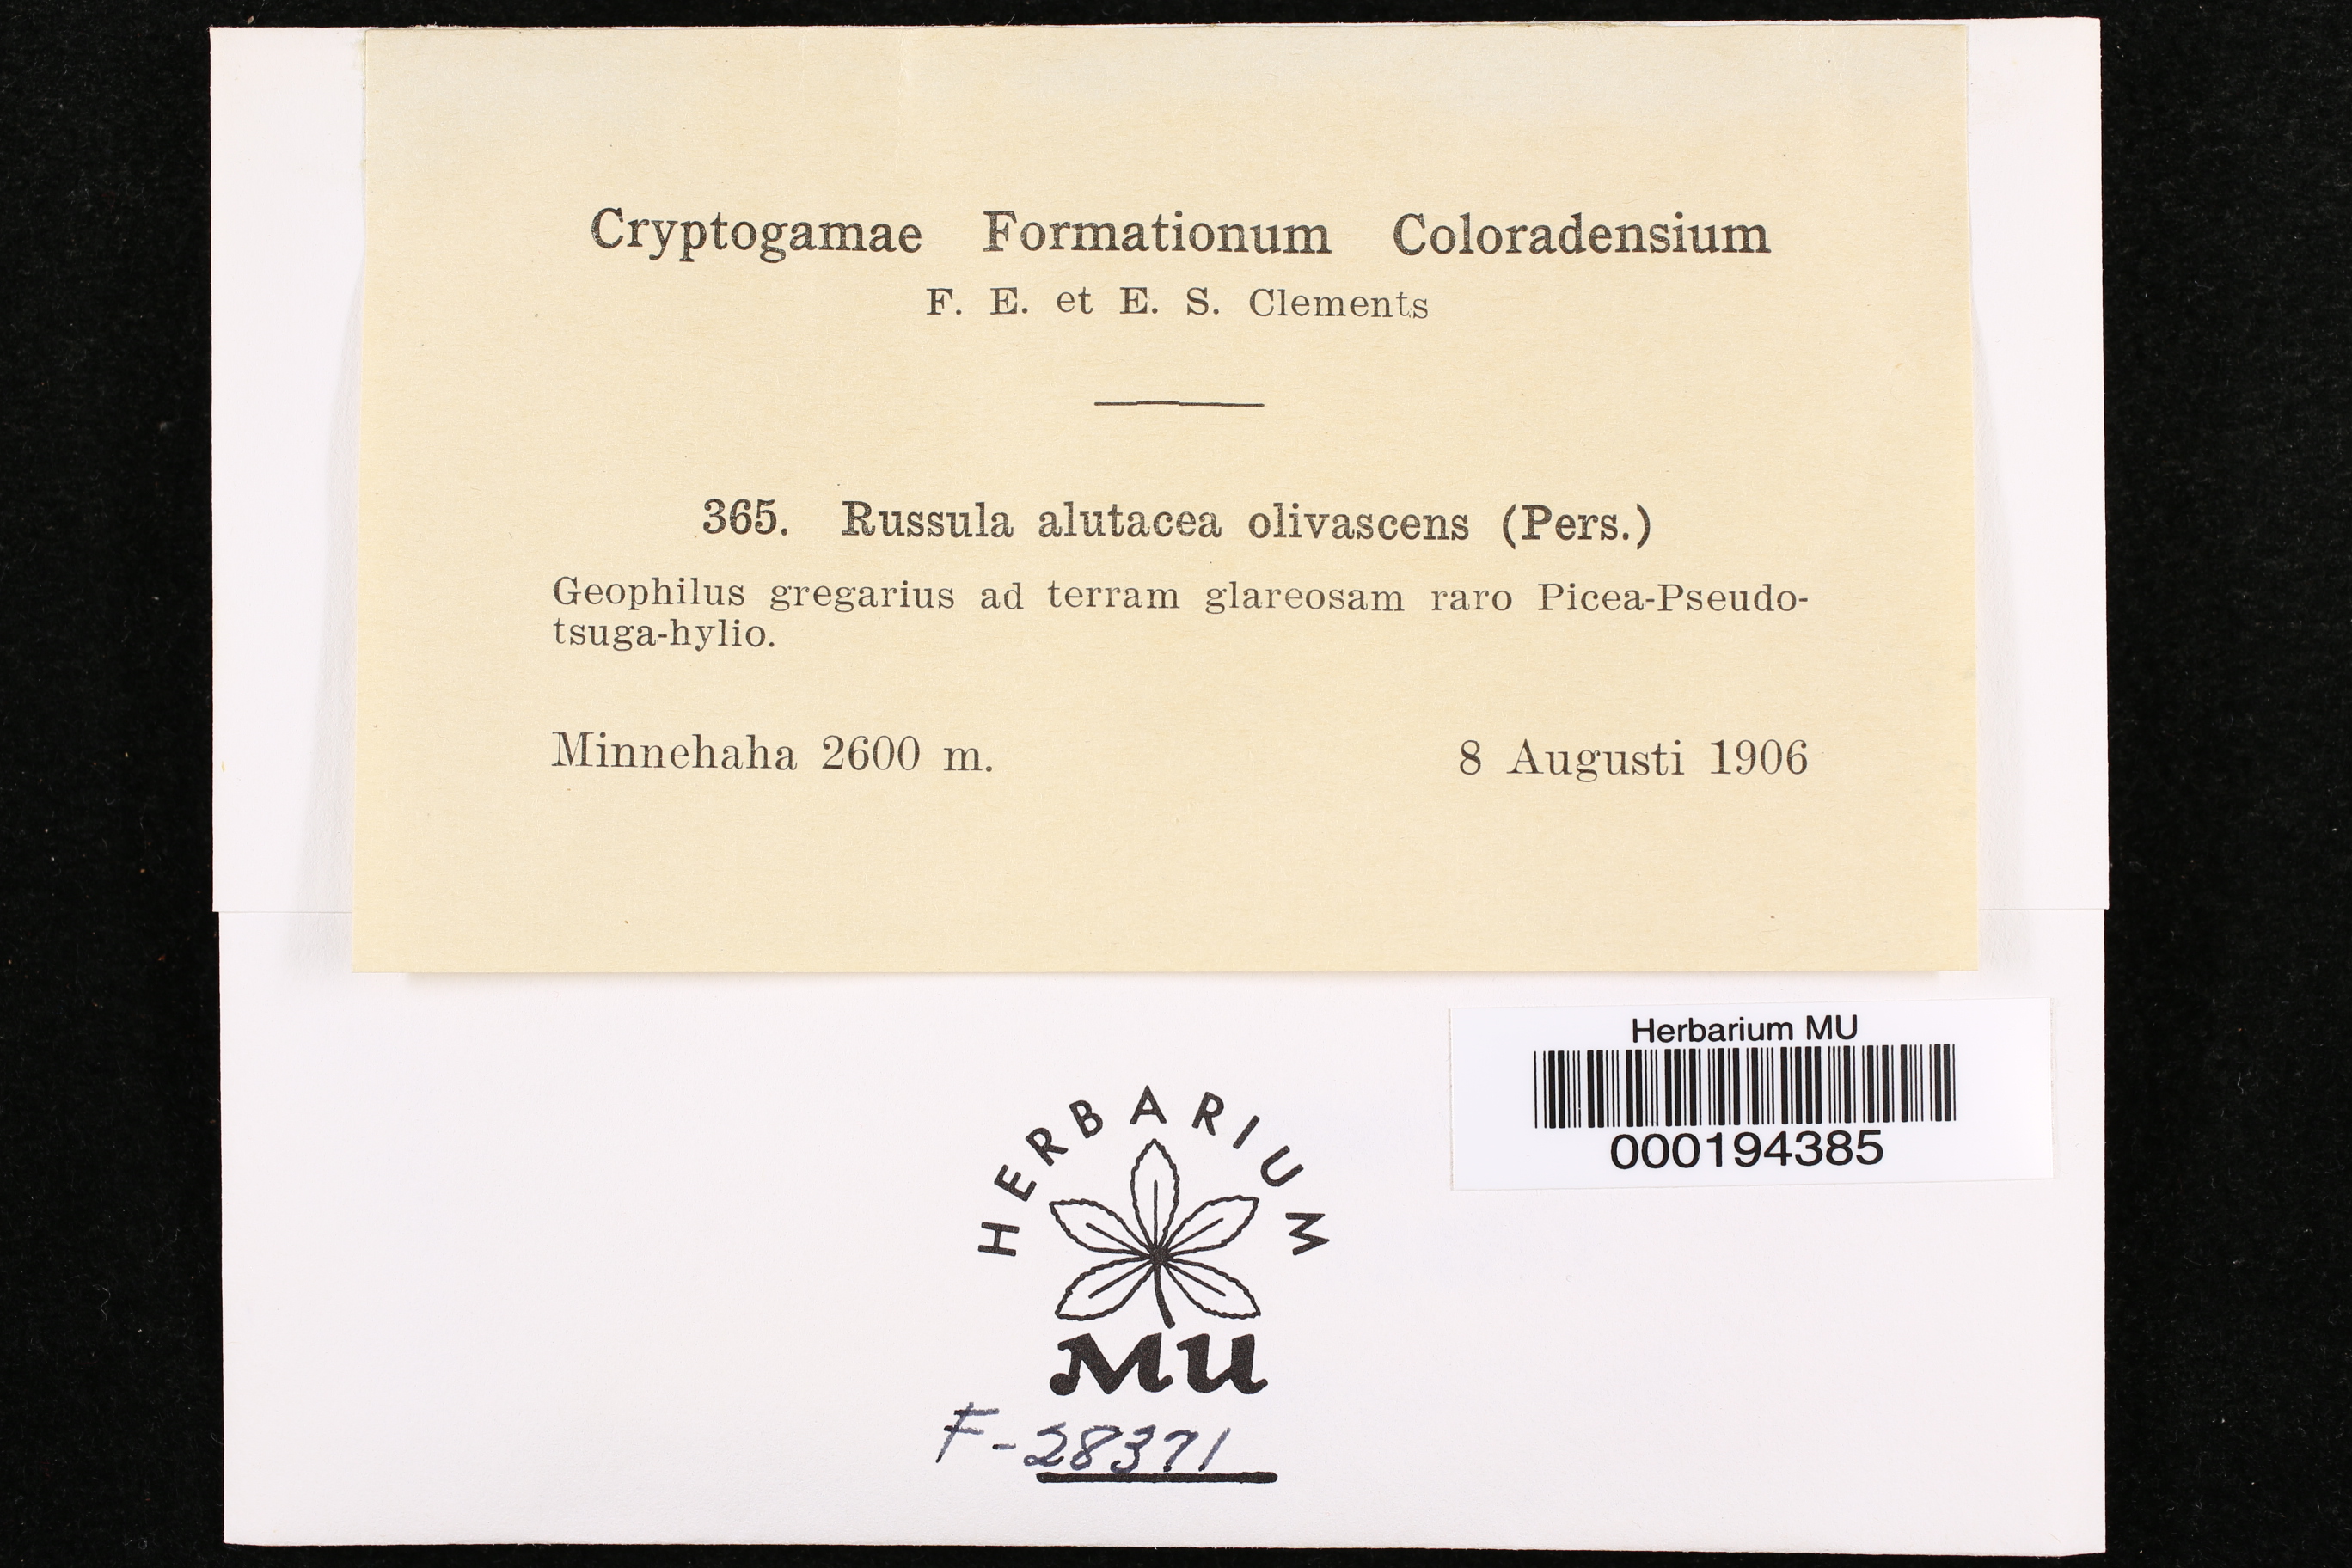 Cryptogamae Formationum Coloradensium
F. E. et E. S. Clements
365. Russula alutacea olivascens (Pers.)
Geophilus gregarius ad terram glareosam raro Picea-Pseudo-
tsuga-hylio.
Minnehaha 2600 m. 8 Augusti 1906
Herbarium MU
000194385
HERBARIUM
MU
F-28371